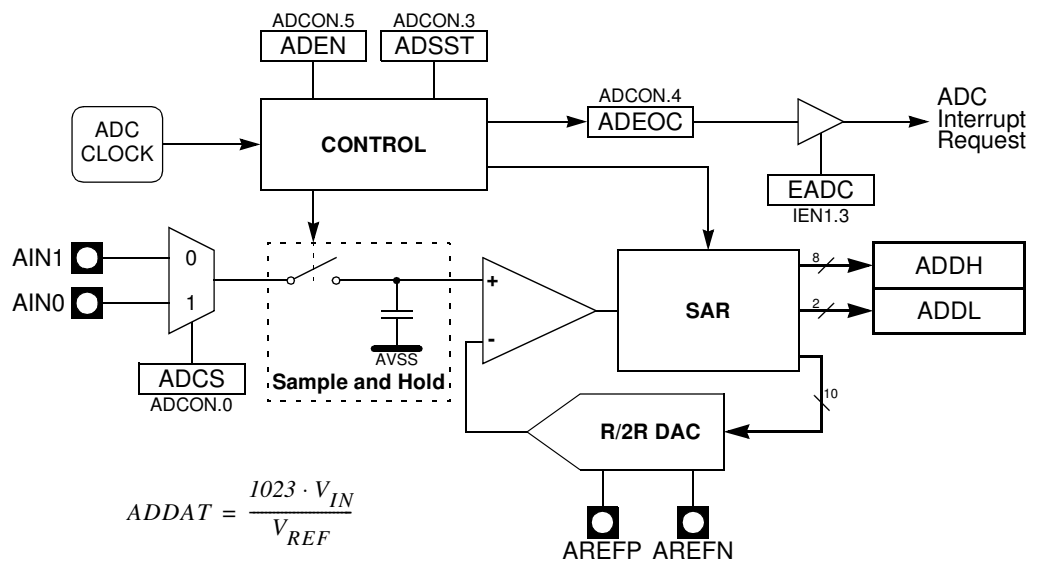 ADCON.5
ADEN
ADCON.3
ADSST
ADC
CLOCK
CONTROL
ADCON.4
ADEOC
ADC
Interrupt
Request
EADC
IEN1.3
AIN1
AIN0
0
1
ADCS
ADCON.0
AVSS
Sample and Hold
+
-
SAR
8
ADDH
2
ADDL
10
R/2R DAC
AREFP
AREFN
ADDAT = 1023 · V_IN / V_REF